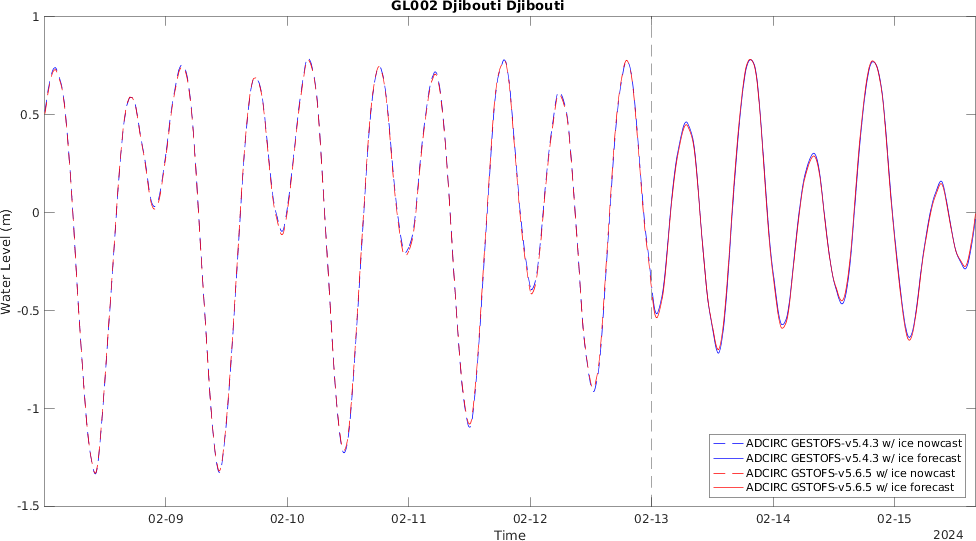 GL002 Djibouti Djibouti
1
0.5
0
-0.5
-1
-1.5
Water Level (m)
ADCIRC GESTOFS-v5.4.3 w/ ice nowcast
ADCIRC GESTOFS-v5.4.3 w/ ice forecast
ADCIRC GSTOFS-v5.6.5 w/ ice nowcast
ADCIRC GSTOFS-v5.6.5 w/ ice forecast
02-09 02-10 02-11 02-12 02-13 02-14 02-15
Time
2024